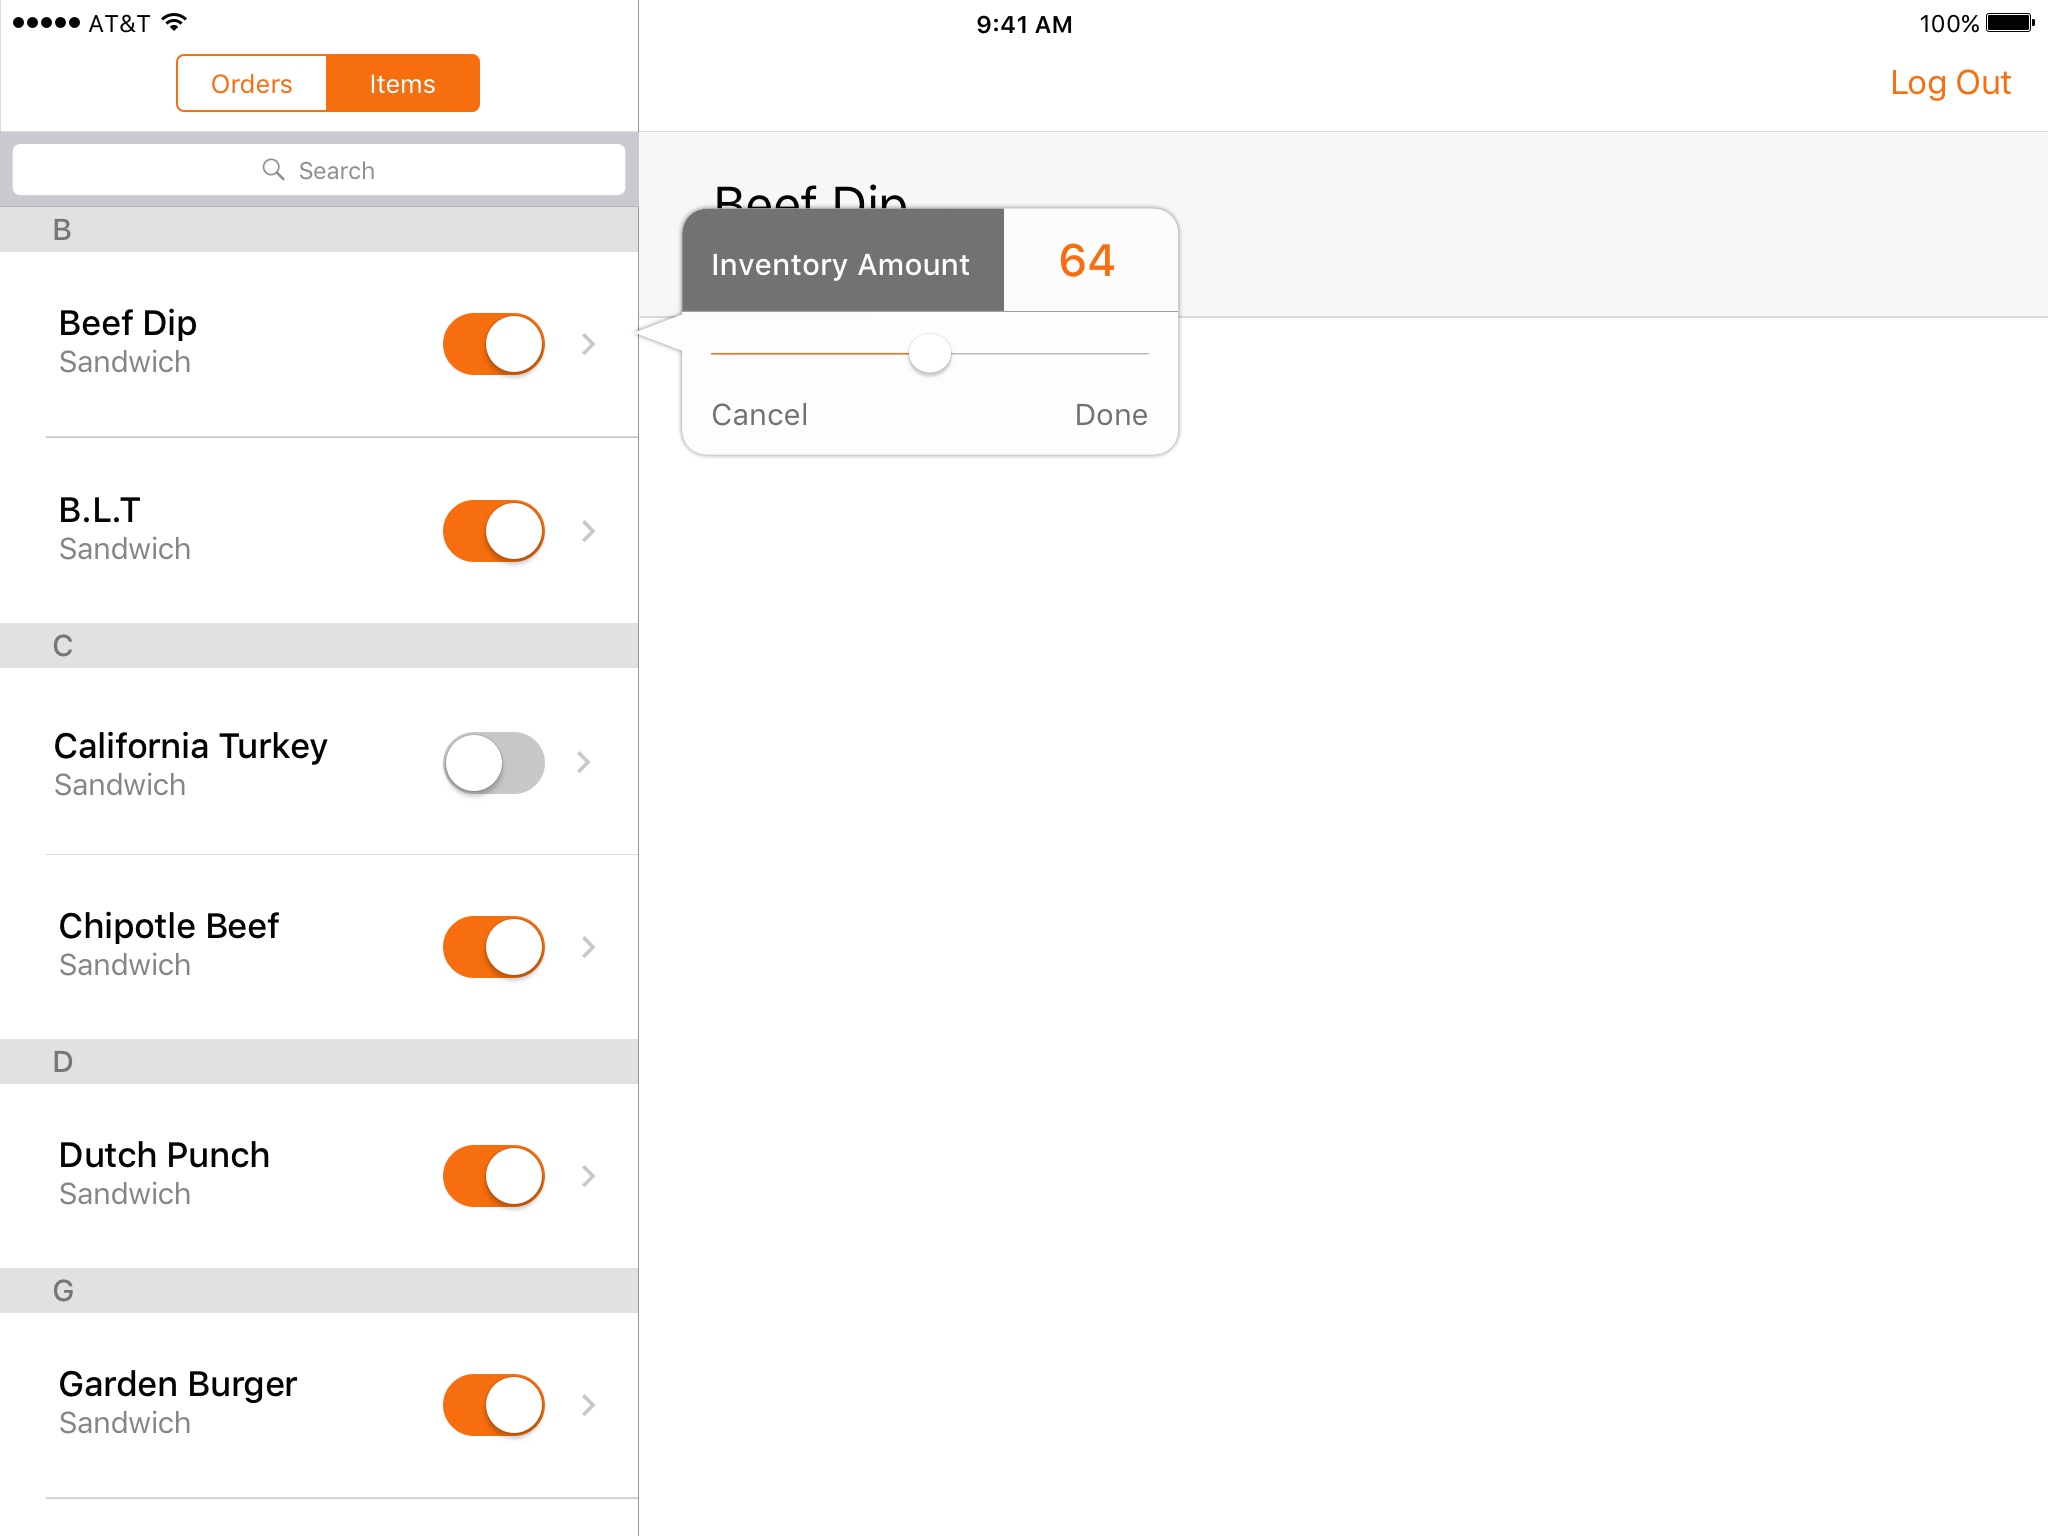 AT&T
9:41 AM
100%
Orders
Items
Log Out
Search
B
Beef Dip
Sandwich
B.L.T
Sandwich
C
California Turkey
Sandwich
Chipotle Beef
Sandwich
D
Dutch Punch
Sandwich
G
Garden Burger
Sandwich
Beef Dip
Inventory Amount
64
Cancel
Done